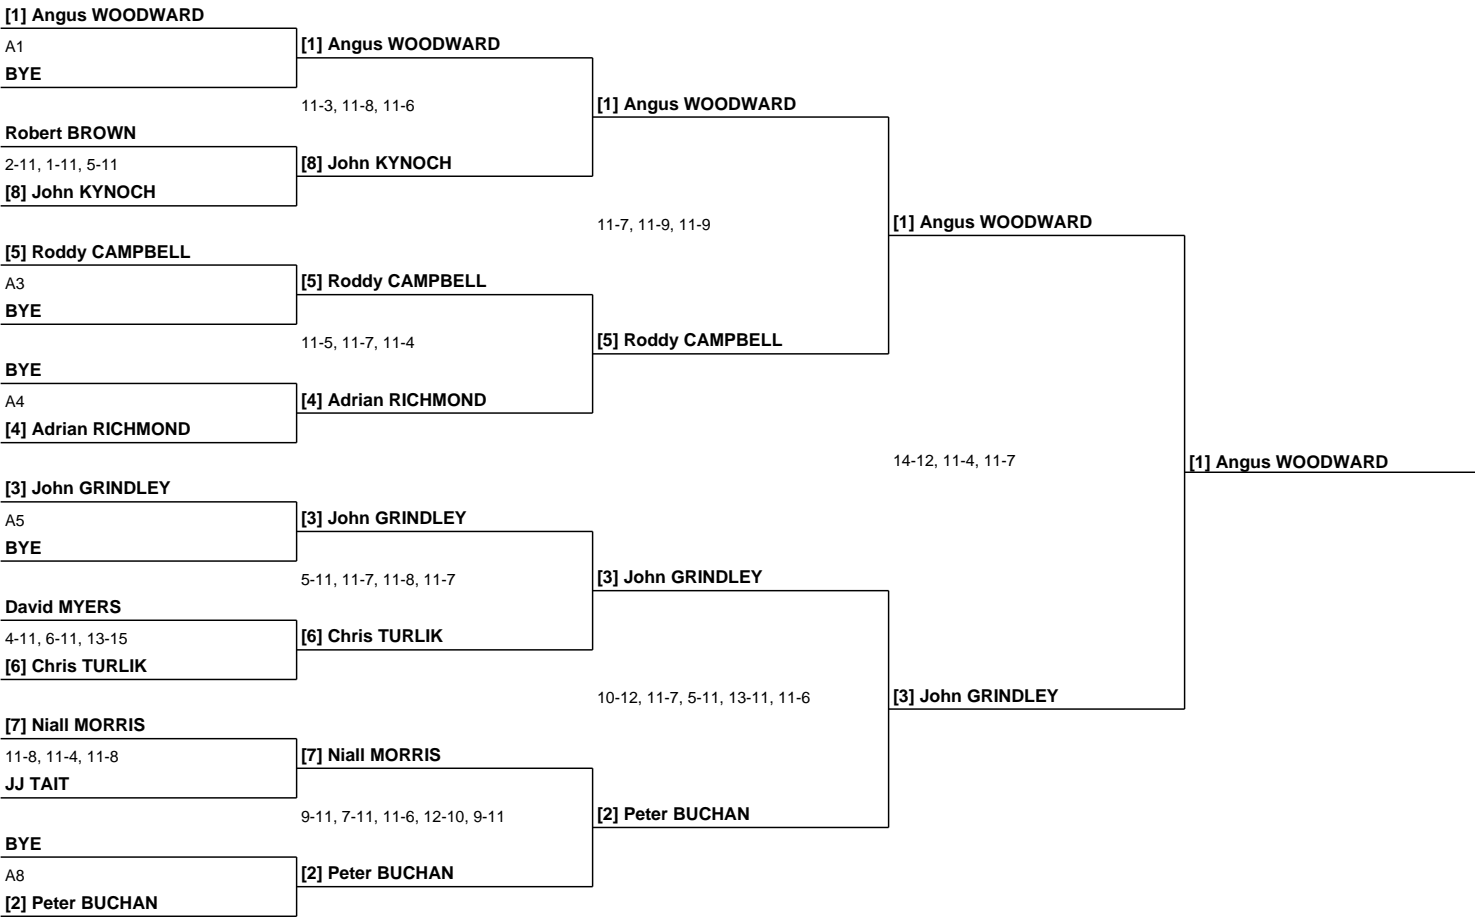 [1] Angus WOODWARD
A1
[1] Angus WOODWARD
BYE
11-3, 11-8, 11-6
[1] Angus WOODWARD
Robert BROWN
2-11, 1-11, 5-11
[8] John KYNOCH
[8] John KYNOCH
11-7, 11-9, 11-9
[1] Angus WOODWARD
[5] Roddy CAMPBELL
A3
[5] Roddy CAMPBELL
BYE
11-5, 11-7, 11-4
[5] Roddy CAMPBELL
BYE
A4
[4] Adrian RICHMOND
[4] Adrian RICHMOND
14-12, 11-4, 11-7
[1] Angus WOODWARD
[3] John GRINDLEY
A5
[3] John GRINDLEY
BYE
5-11, 11-7, 11-8, 11-7
[3] John GRINDLEY
David MYERS
4-11, 6-11, 13-15
[6] Chris TURLIK
[6] Chris TURLIK
10-12, 11-7, 5-11, 13-11, 11-6
[3] John GRINDLEY
[7] Niall MORRIS
11-8, 11-4, 11-8
[7] Niall MORRIS
JJ TAIT
9-11, 7-11, 11-6, 12-10, 9-11
[2] Peter BUCHAN
BYE
A8
[2] Peter BUCHAN
[2] Peter BUCHAN